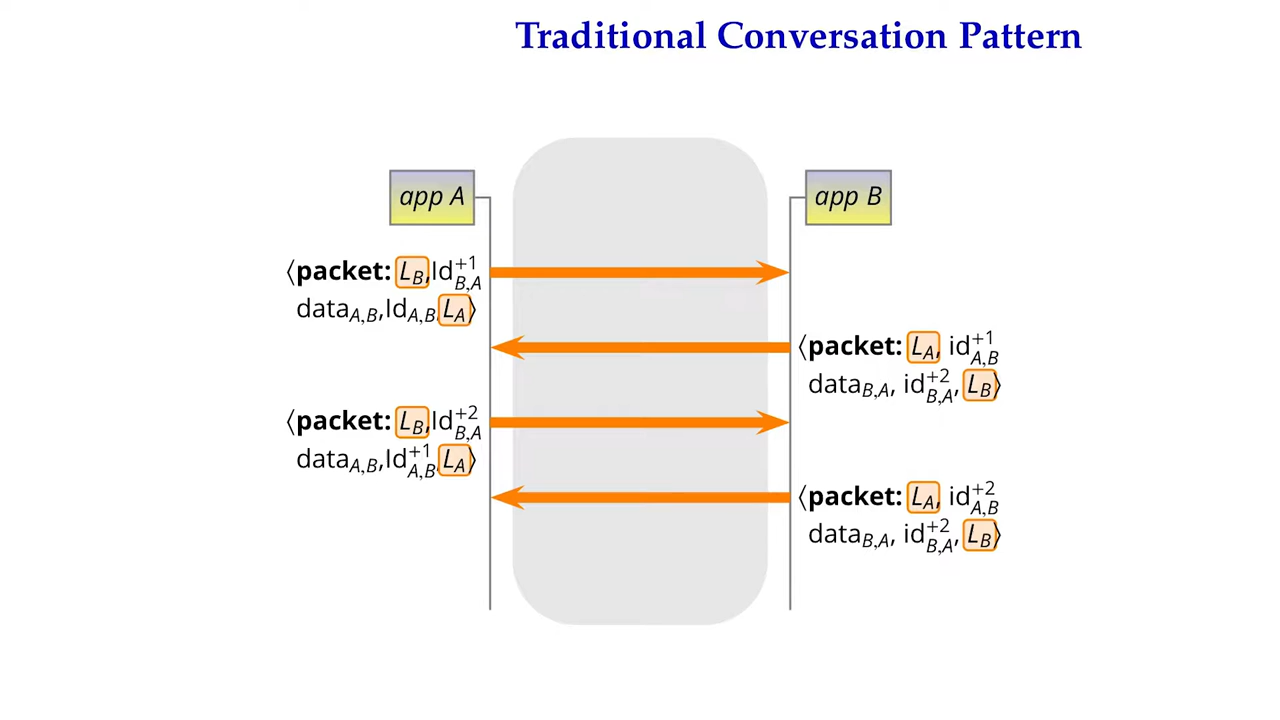 Traditional Conversation Pattern
app A
app B
⟨packet: L_B,Id^{+1}_{B,A}
data_{A,B},Id_{A,B},L_A⟩
⟨packet: L_A, id^{+1}_{A,B}
data_{B,A}, id^{+2}_{B,A}, L_B⟩
⟨packet: L_B,Id^{+2}_{B,A}
data_{A,B},Id^{+1}_{A,B},L_A⟩
⟨packet: L_A, id^{+2}_{A,B}
data_{B,A}, id^{+2}_{B,A}, L_B⟩